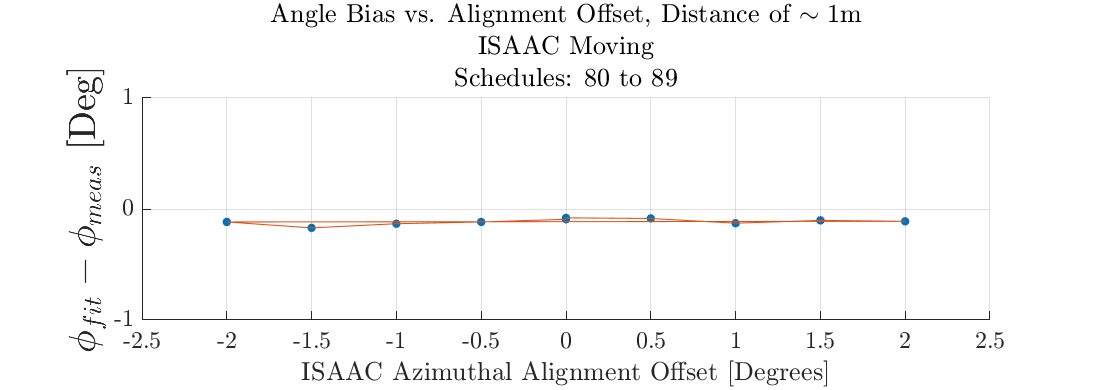 Angle Bias vs. Alignment Offset, Distance of ∼ 1m
ISAAC Moving
Schedules: 80 to 89
ϕ_fit − ϕ_meas [Deg]
1
0
-1
-2.5 -2 -1.5 -1 -0.5 0 0.5 1 1.5 2 2.5
ISAAC Azimuthal Alignment Offset [Degrees]